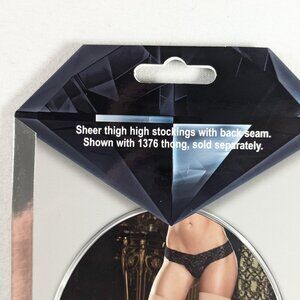 Sheer thigh high stockings with back seam.
Shown with 1376 thong, sold separately.